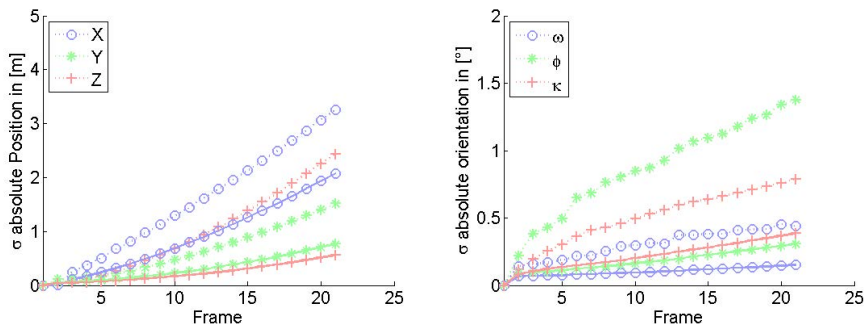 5
4
3
2
1
0
5
10
15
20
25
X
Y
Z
σ absolute Position in [m]
Frame
2
1.5
1
0.5
0
5
10
15
20
25
ω
ϕ
κ
σ absolute orientation in [°]
Frame